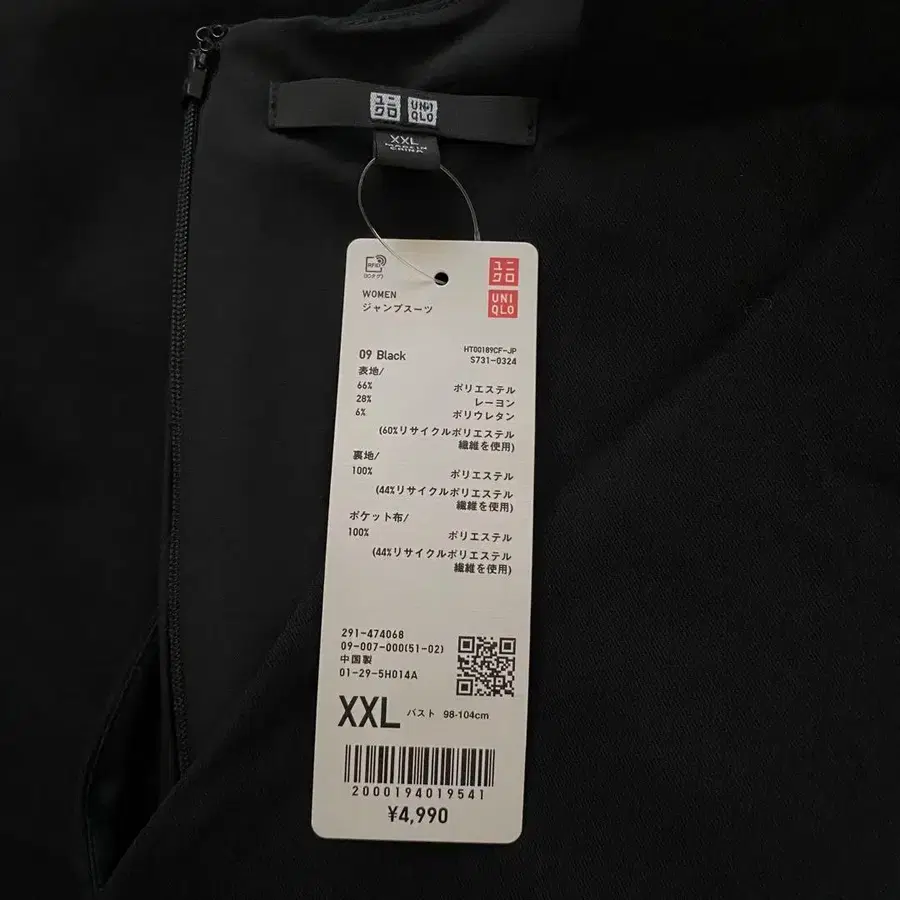 ユニ
クロ
UNI
QLO
XXL
MADE IN
CHINA
RFID
ユニ
クロ
UNI
QLO
WOMEN
ジャンプスーツ
09 Black
HT00189CF-JP
S731-0324
表地/
66% ポリエステル
28% レーヨン
6% ポリウレタン
(60%リサイクルポリエステル
繊維を使用)
裏地/
100% ポリエステル
(44%リサイクルポリエステル
繊維を使用)
ポケット布/
100% ポリエステル
(44%リサイクルポリエステル
繊維を使用)
291-474068
09-007-000(51-02)
中国製
01-29-5H014A
XXL バスト 98-104cm
2000194019541
¥4,990